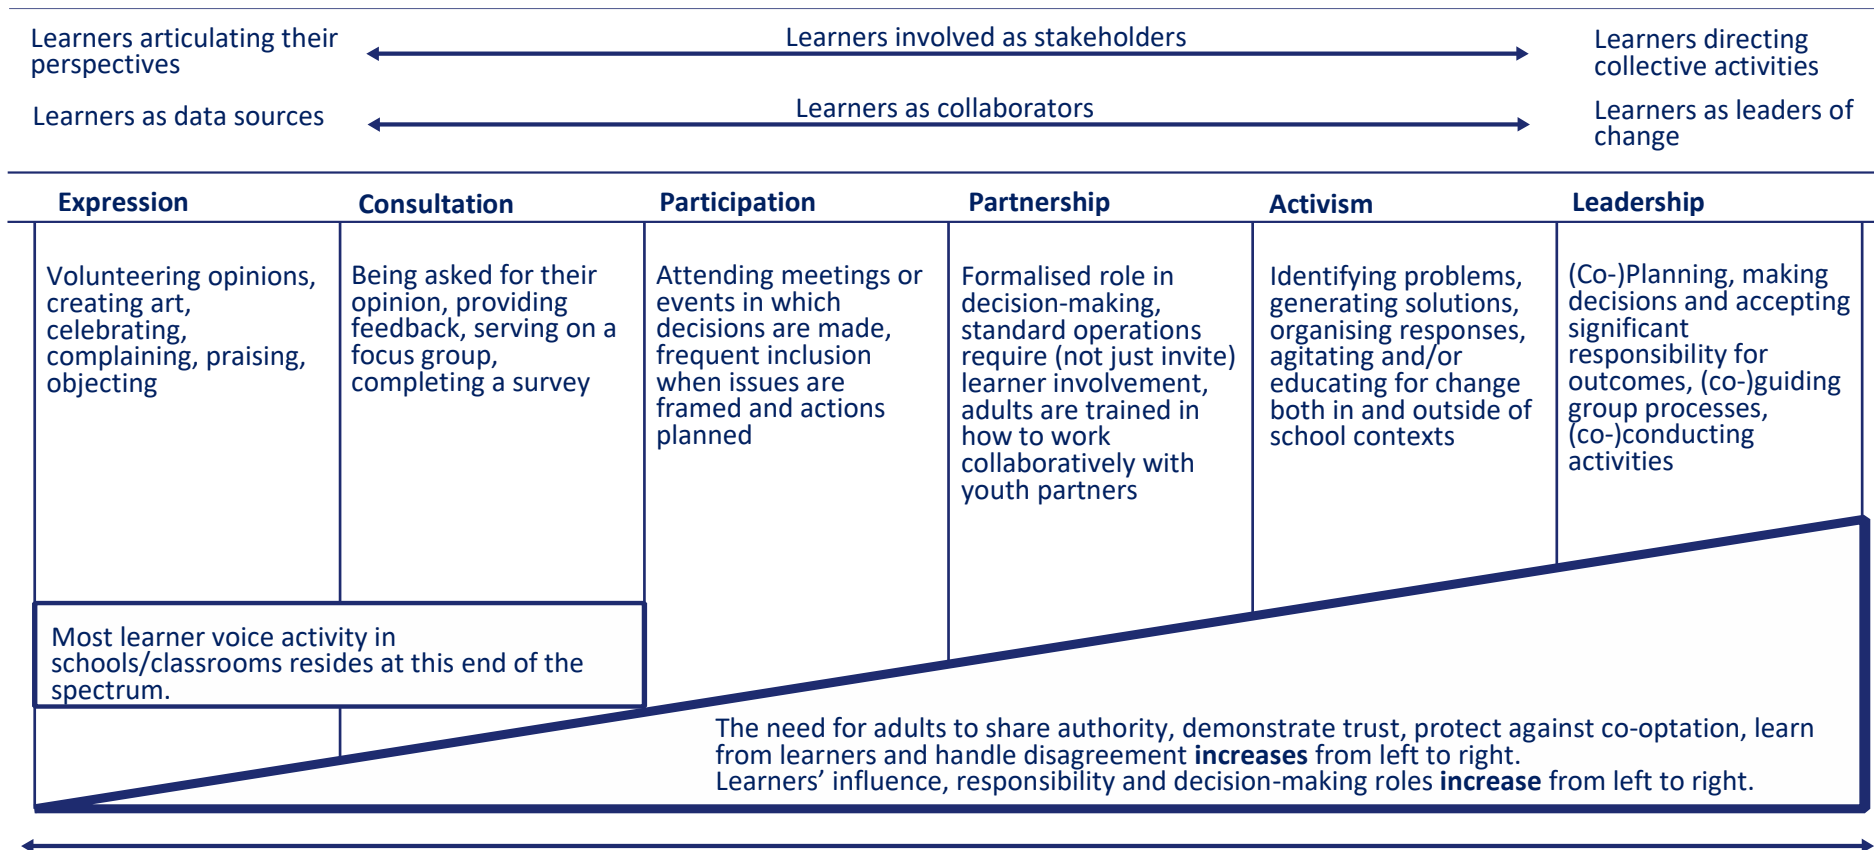 Learners articulating their
perspectives
Learners involved as stakeholders
Learners directing
collective activities
Learners as data sources
Learners as collaborators
Learners as leaders of
change
Expression
Consultation
Participation
Partnership
Activism
Leadership
Volunteering opinions,
creating art,
celebrating,
complaining, praising,
objecting
Being asked for their
opinion, providing
feedback, serving on a
focus group,
completing a survey
Attending meetings or
events in which
decisions are made,
frequent inclusion
when issues are
framed and actions
planned
Formalised role in
decision-making,
standard operations
require (not just invite)
learner involvement,
adults are trained in
how to work
collaboratively with
youth partners
Identifying problems,
generating solutions,
organising responses,
agitating and/or
educating for change
both in and outside of
school contexts
(Co-)Planning, making
decisions and accepting
significant
responsibility for
outcomes, (co-)guiding
group processes,
(co-)conducting
activities
Most learner voice activity in
schools/classrooms resides at this end of the
spectrum.
The need for adults to share authority, demonstrate trust, protect against co-optation, learn
from learners and handle disagreement increases from left to right.
Learners’ influence, responsibility and decision-making roles increase from left to right.